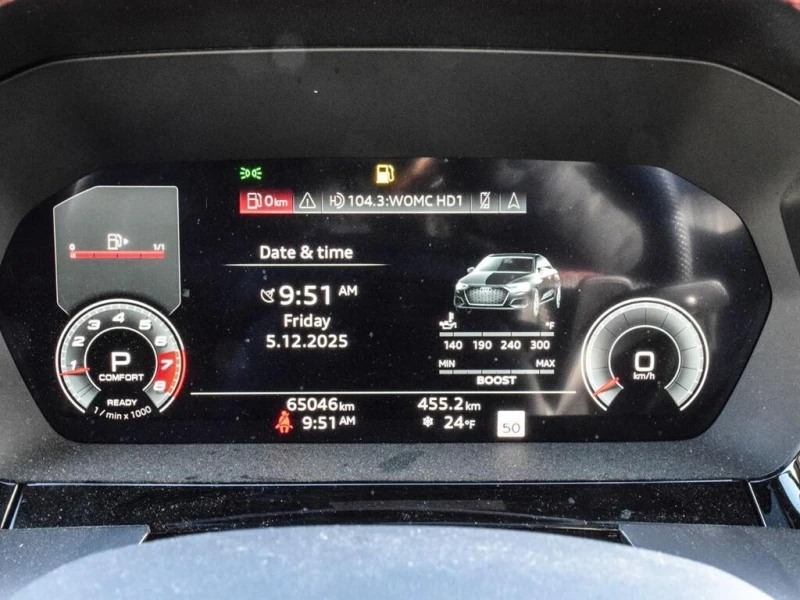 0km 104.3:WOMC HD1
0 1/1
Date & time
9:51 AM
Friday
5.12.2025
°F
140 190 240 300
MIN MAX
BOOST
1 2 3 4 5 6 7 8
P
COMFORT
READY
1/min x 1000
0
km/h
65046km
9:51 AM
455.2km
24°F
50